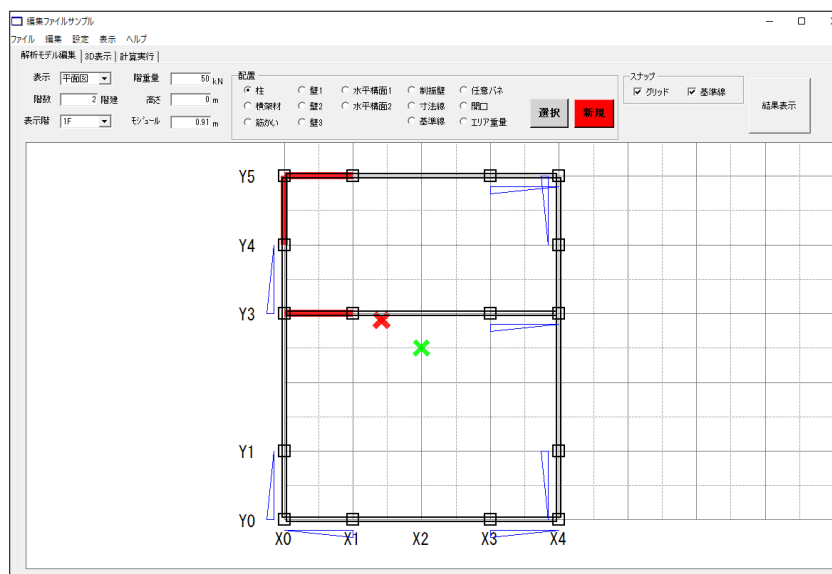 編集ファイルサンプル
ファイル 編集 設定 表示 ヘルプ
解析モデル編集 3D表示 計算実行
表示 平面図 階重量 50 kN
階数 2 階建 高さ 0 m
表示階 1F モジュール 0.91 m
配置
柱 壁1 水平構面1 制振壁 任意バネ
横架材 壁2 水平構面2 寸法線 開口
筋かい 壁3 基準線 エリア重量
選択 新規
スナップ
グリッド 基準線
結果表示
Y5
Y4
Y3
Y1
Y0
X0 X1 X2 X3 X4